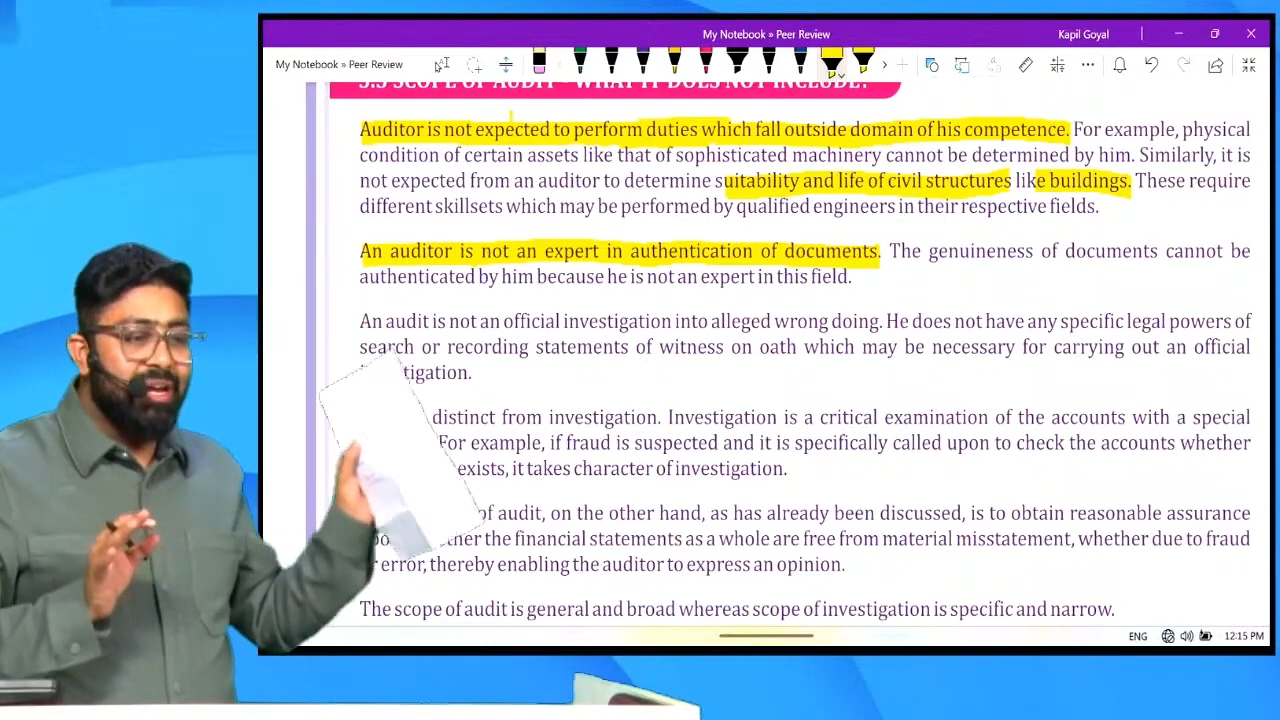 My Notebook » Peer Review
Kapil Goyal
My Notebook » Peer Review
3.3 SCOPE OF AUDIT - WHAT IT DOES NOT INCLUDE?
Auditor is not expected to perform duties which fall outside domain of his competence. For example, physical
condition of certain assets like that of sophisticated machinery cannot be determined by him. Similarly, it is
not expected from an auditor to determine suitability and life of civil structures like buildings. These require
different skillsets which may be performed by qualified engineers in their respective fields.
An auditor is not an expert in authentication of documents. The genuineness of documents cannot be
authenticated by him because he is not an expert in this field.
An audit is not an official investigation into alleged wrong doing. He does not have any specific legal powers of
search or recording statements of witness on oath which may be necessary for carrying out an official
tigation.
distinct from investigation. Investigation is a critical examination of the accounts with a special
For example, if fraud is suspected and it is specifically called upon to check the accounts whether
exists, it takes character of investigation.
of audit, on the other hand, as has already been discussed, is to obtain reasonable assurance
ther the financial statements as a whole are free from material misstatement, whether due to fraud
error, thereby enabling the auditor to express an opinion.
The scope of audit is general and broad whereas scope of investigation is specific and narrow.
ENG
12:15 PM